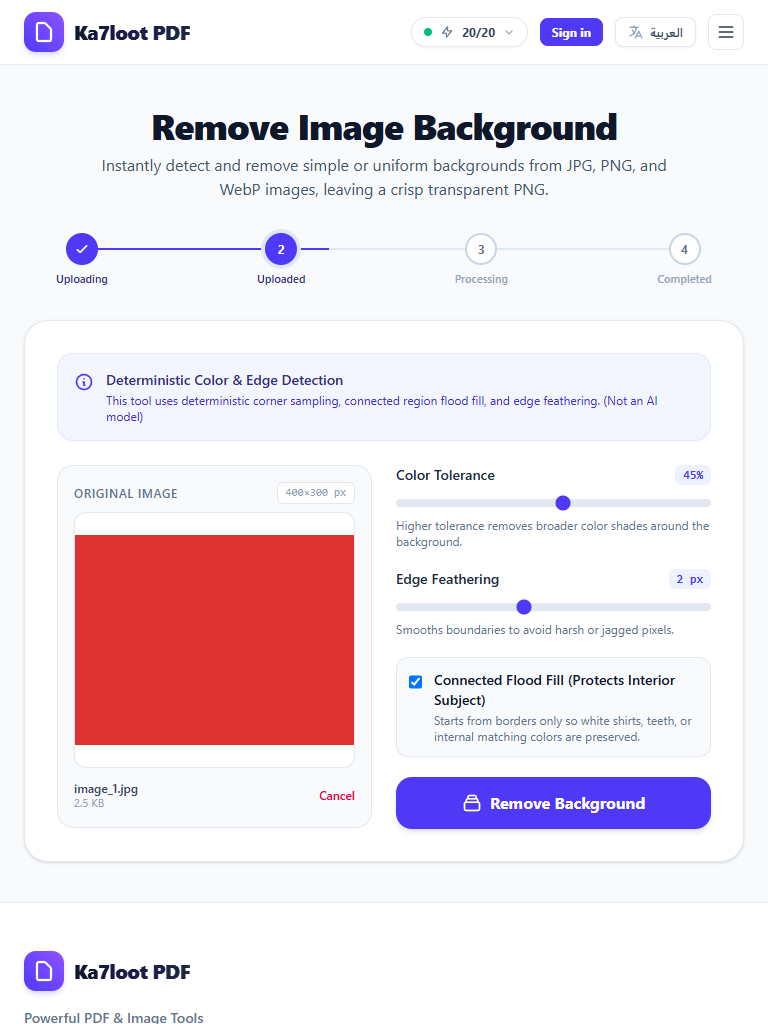 Ka7loot PDF
20/20
Sign in
العربية
Remove Image Background
Instantly detect and remove simple or uniform backgrounds from JPG, PNG, and
WebP images, leaving a crisp transparent PNG.
2
3
4
Uploading
Uploaded
Processing
Completed
Deterministic Color & Edge Detection
This tool uses deterministic corner sampling, connected region flood fill, and edge feathering. (Not an AI
model)
ORIGINAL IMAGE
400×300 px
image_1.jpg
2.5 KB
Cancel
Color Tolerance
45%
Higher tolerance removes broader color shades around the
background.
Edge Feathering
2 px
Smooths boundaries to avoid harsh or jagged pixels.
Connected Flood Fill (Protects Interior
Subject)
Starts from borders only so white shirts, teeth, or
internal matching colors are preserved.
Remove Background
Ka7loot PDF
Powerful PDF & Image Tools